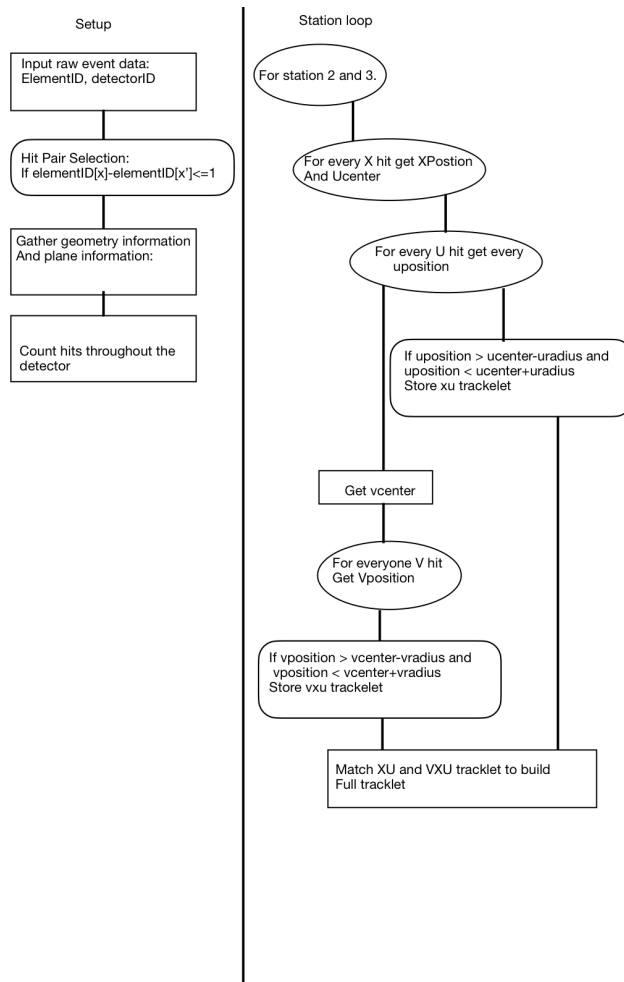 Setup
Input raw event data:
ElementID, detectorID
Hit Pair Selection:
If elementID[x]-elementID[x’]<=1
Gather geometry information
And plane information:
Count hits throughout the
detector
Station loop
For station 2 and 3.
For every X hit get XPostion
And Ucenter
For every U hit get every
uposition
If uposition > ucenter-uradius and
uposition < ucenter+uradius
Store xu trackelet
Get vcenter
For everyone V hit
Get Vposition
If vposition > vcenter-vradius and
vposition < vcenter+vradius
Store vxu trackelet
Match XU and VXU tracklet to build
Full tracklet